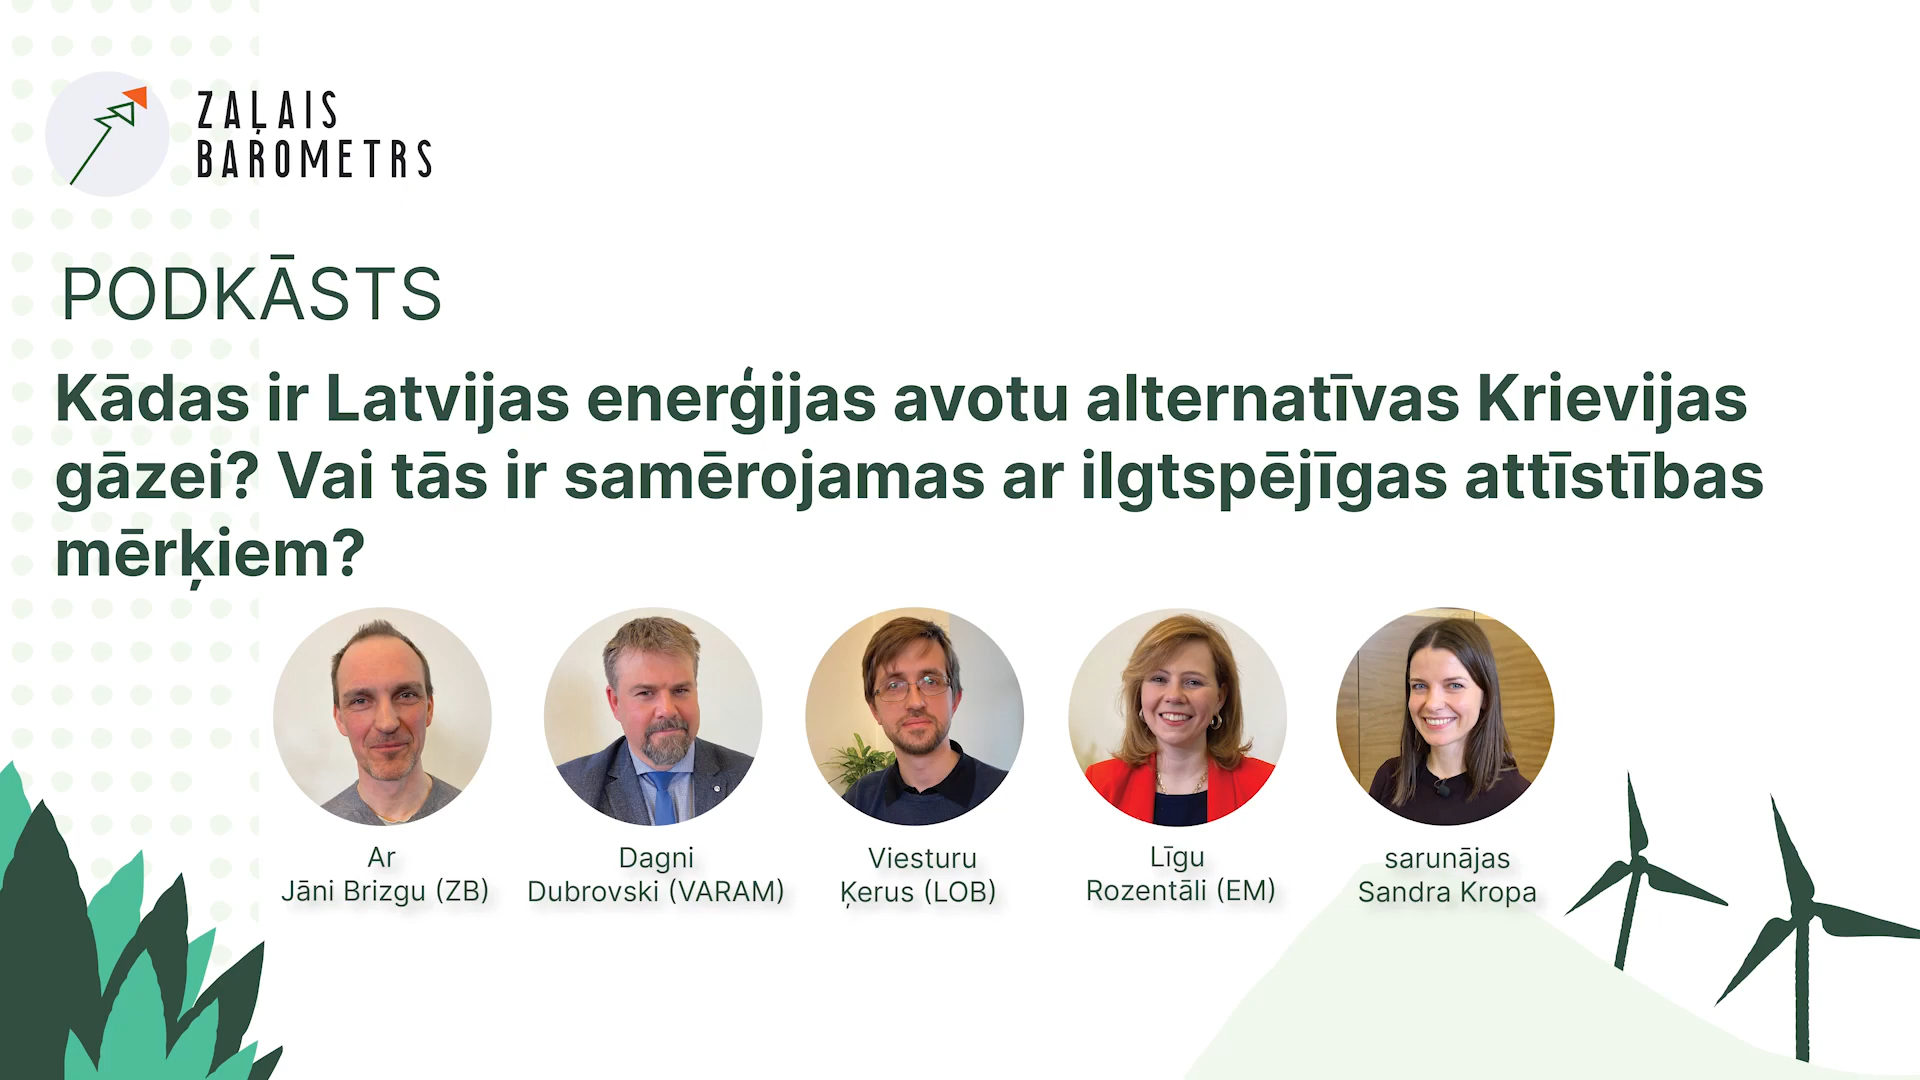 ZAĻAIS
BAROMETRS
PODKĀSTS
Kādas ir Latvijas enerģijas avotu alternatīvas Krievijas
gāzei? Vai tās ir samērojamas ar ilgtspējīgas attīstības
mērķiem?
Ar
Jāni Brizgu (ZB)
Dagni
Dubrovski (VARAM)
Viesturu
Ķerus (LOB)
Līgu
Rozentāli (EM)
sarunājas
Sandra Kropa